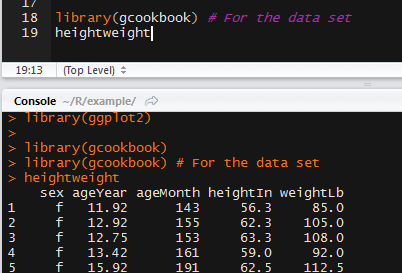 17
18 library(gcookbook) # For the data set
19 heightweight
19:13 (Top Level)
Console ~/R/example/
> library(ggplot2)
>
> library(gcookbook)
> library(gcookbook) # For the data set
> heightweight
sex ageYear ageMonth heightIn weightLb
1 f 11.92 143 56.3 85.0
2 f 12.92 155 62.3 105.0
3 f 12.75 153 63.3 108.0
4 f 13.42 161 59.0 92.0
5 f 15.92 191 62.5 112.5